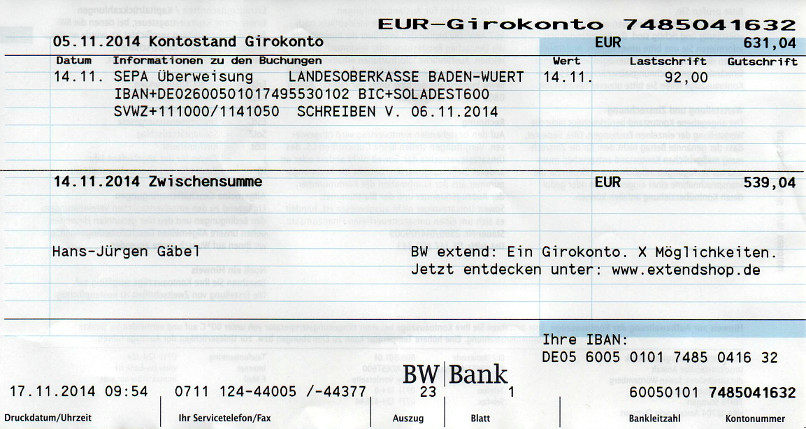 EUR-Girokonto 7485041632
05.11.2014 Kontostand Girokonto EUR 631,04
Datum Informationen zu den Buchungen Wert Lastschrift Gutschrift
14.11. SEPA Überweisung LANDESOBERKASSE BADEN-WUERT 14.11. 92,00
IBAN+DE02600501017495530102 BIC+SOLADEST600
SVWZ+111000/1141050 SCHREIBEN V. 06.11.2014
14.11.2014 Zwischensumme EUR 539,04
Hans-Jürgen Gäbel BW extend: Ein Girokonto. X Möglichkeiten.
Jetzt entdecken unter: www.extendshop.de
Ihre IBAN:
DE05 6005 0101 7485 0416 32
BW Bank
17.11.2014 09:54 0711 124-44005 /-44377 23 1 60050101 7485041632
Druckdatum/Uhrzeit Ihr Servicetelefon/Fax Auszug Blatt Bankleitzahl Kontonummer